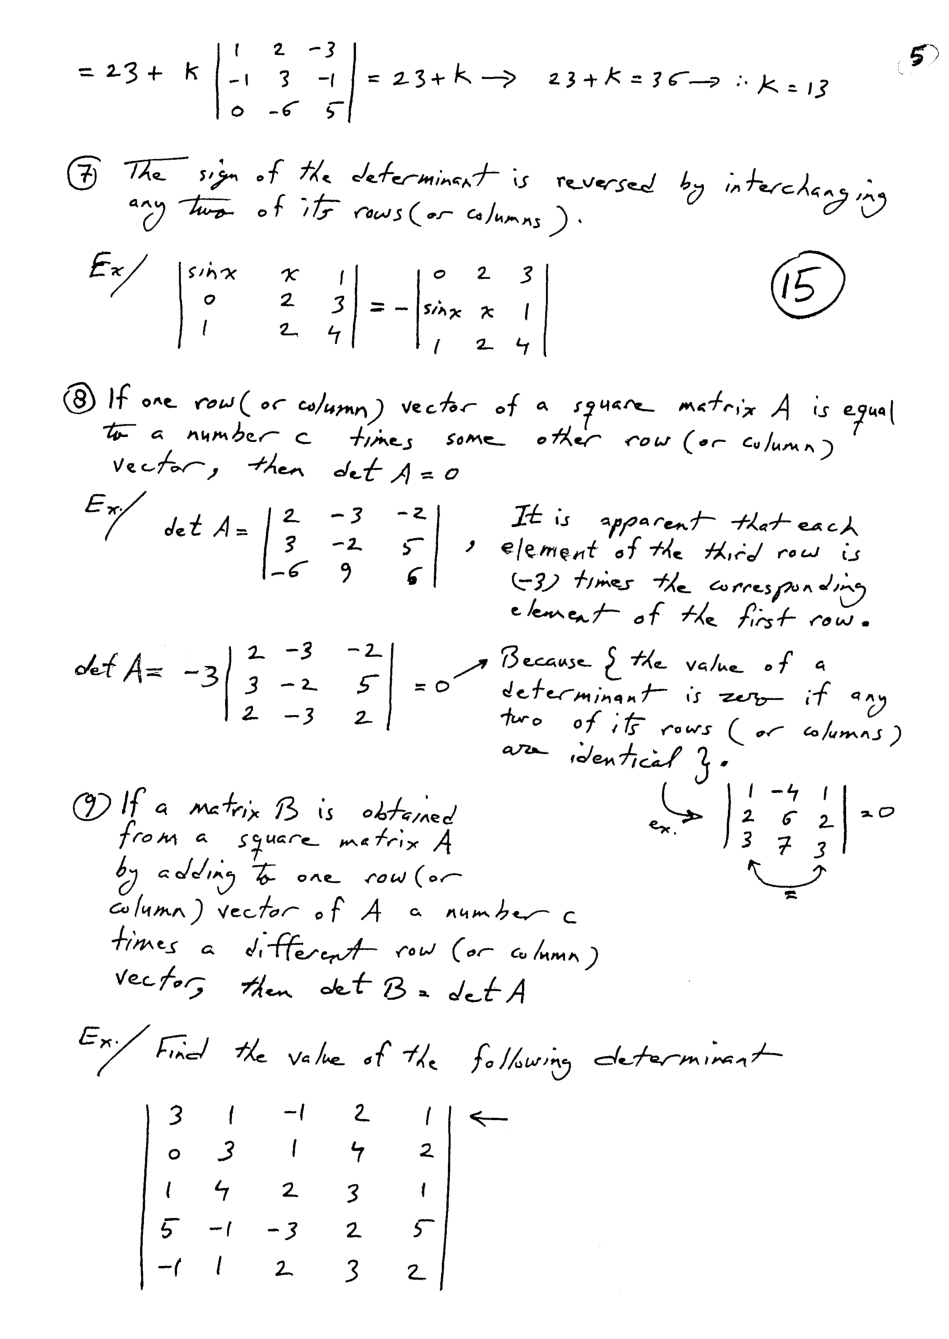 5
= 23 + K | 1 2 -3 | = 23 + K → 23 + K = 36 → ∴ K = 13
| -1 3 -1 |
| 0 -6 5 |
⑦ The sign of the determinant is reversed by interchanging
any two of its rows (or columns).
Ex/ | sinx x 1 | = - | 0 2 3 |
| 0 2 3 | | sinx x 1 |
| 1 2 4 | | 1 2 4 |
15
⑧ If one row (or column) vector of a square matrix A is equal
to a number c times some other row (or column)
vector, then det A = 0
Ex./ det A = | 2 -3 -2 |
| 3 -2 5 |
| -6 9 6 | ,
It is apparent that each
element of the third row is
(-3) times the corresponding
element of the first row.
det A = -3 | 2 -3 -2 | = 0
| 3 -2 5 |
| 2 -3 2 |
Because { the value of a
determinant is zero if any
two of its rows (or columns)
are identical }.
ex. | 1 -4 1 | = 0
| 2 6 2 |
| 3 7 3 |
=
⑨ If a matrix B is obtained
from a square matrix A
by adding to one row (or
column) vector of A a number c
times a different row (or column)
vector, then det B = det A
Ex./ Find the value of the following determinant
| 3 1 -1 2 1 | ←
| 0 3 1 4 2 |
| 1 4 2 3 1 |
| 5 -1 -3 2 5 |
| -1 1 2 3 2 |